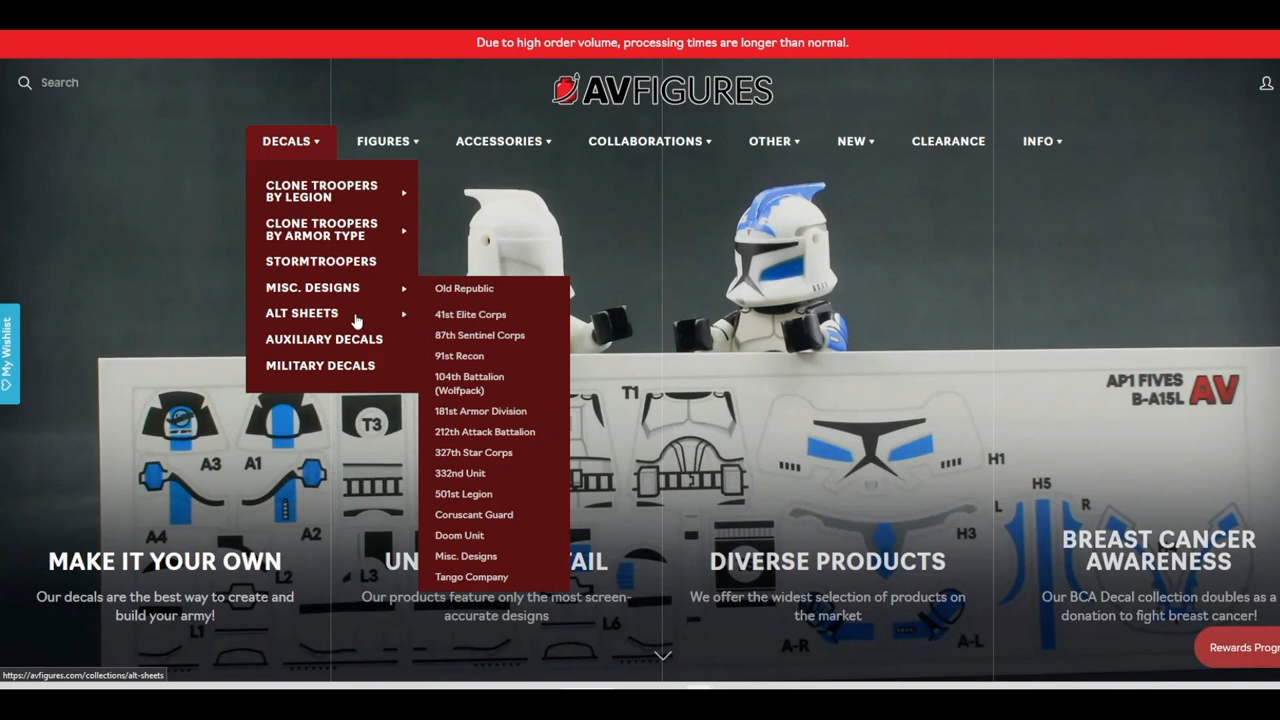 Due to high order volume, processing times are longer than normal.
Search
AVFIGURES
DECALS
FIGURES
ACCESSORIES
COLLABORATIONS
OTHER
NEW
CLEARANCE
INFO
CLONE TROOPERS
BY LEGION
CLONE TROOPERS
BY ARMOR TYPE
STORMTROOPERS
MISC. DESIGNS
ALT SHEETS
AUXILIARY DECALS
MILITARY DECALS
Old Republic
41st Elite Corps
87th Sentinel Corps
91st Recon
104th Battalion
(Wolfpack)
181st Armor Division
212th Attack Battalion
327th Star Corps
332nd Unit
501st Legion
Coruscant Guard
Doom Unit
Misc. Designs
Tango Company
My Wishlist
AP1 FIVES
B-A15L
AV
T3
T1
A3
A1
H1
H5
L
R
A4
A2
H3
L2
L3
L1
L6
A-R
A-L
MAKE IT YOUR OWN
Our decals are the best way to create and
build your army!
UN
TAIL
Our products feature only the most screen-
accurate designs
DIVERSE PRODUCTS
We offer the widest selection of products on
the market
BREAST CANCER
AWARENESS
Our BCA Decal collection doubles as a
donation to fight breast cancer!
Rewards Progr
https://avfigures.com/collections/alt-sheets